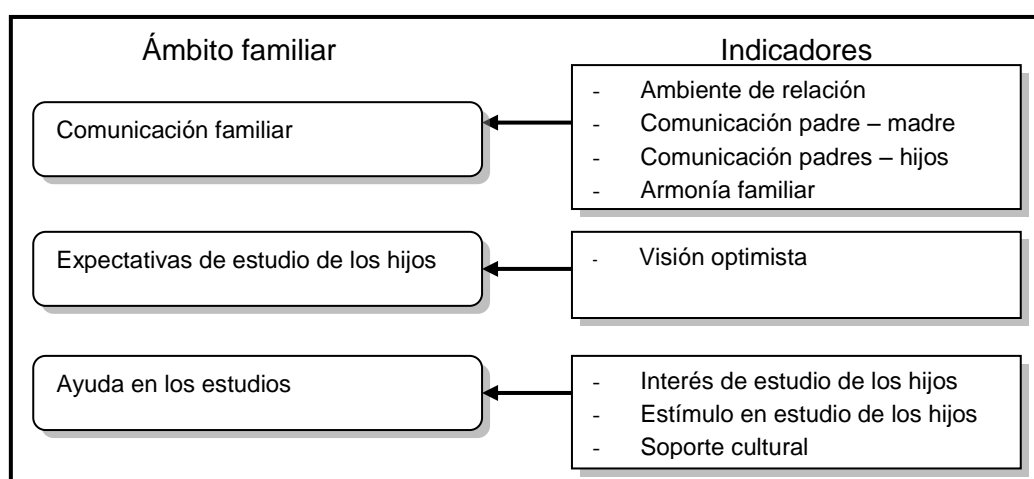 Ámbito familiar
Indicadores
Comunicación familiar
- Ambiente de relación
- Comunicación padre – madre
- Comunicación padres – hijos
- Armonía familiar
Expectativas de estudio de los hijos
- Visión optimista
Ayuda en los estudios
- Interés de estudio de los hijos
- Estímulo en estudio de los hijos
- Soporte cultural